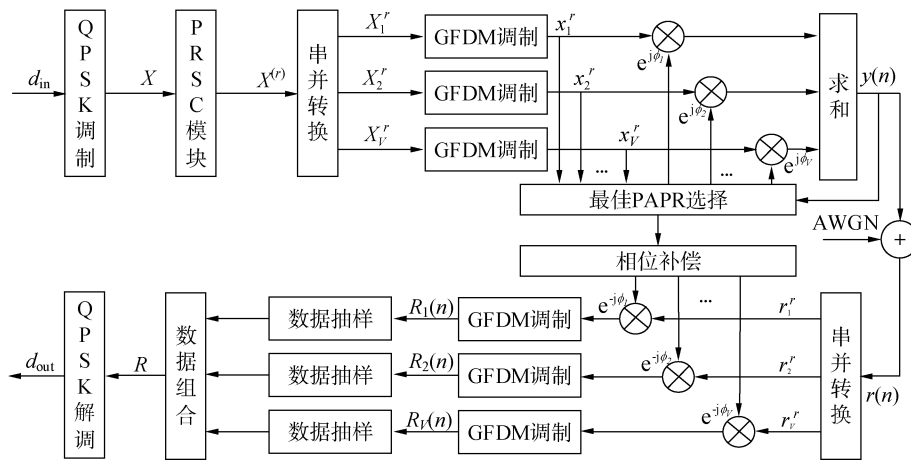 d_in
QPSK调制
X
PRSC模块
X^(r)
串并转换
X_1^r
GFDM调制
x_1^r
e^jϕ_1
X_2^r
GFDM调制
x_2^r
e^jϕ_2
X_V^r
GFDM调制
x_V^r
e^jϕ_V
...
...
求和
y(n)
最佳PAPR选择
AWGN
+
相位补偿
...
d_out
QPSK解调
R
数据组合
数据抽样
R_1(n)
GFDM调制
e^-jϕ_1
r_1^r
数据抽样
R_2(n)
GFDM调制
e^-jϕ_2
r_2^r
数据抽样
R_V(n)
GFDM调制
e^-jϕ_V
r_V^r
串并转换
r(n)